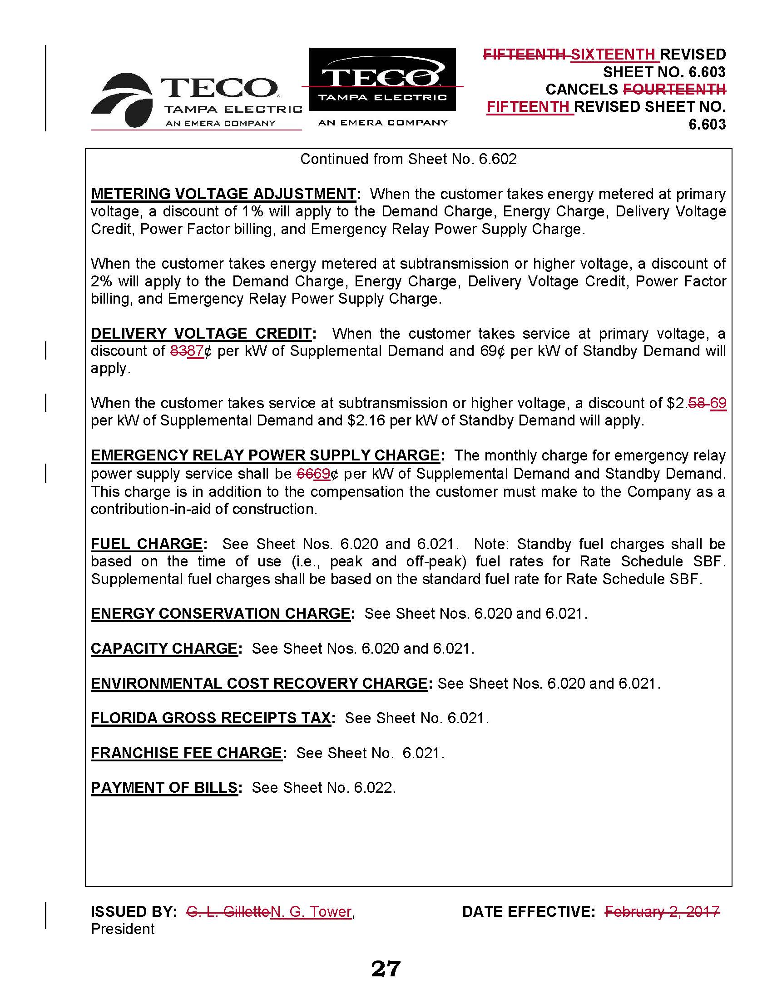 TECO®
TAMPA ELECTRIC
AN EMERA COMPANY
TECO®
TAMPA ELECTRIC
AN EMERA COMPANY
FIFTEENTH SIXTEENTH REVISED
SHEET NO. 6.603
CANCELS FOURTEENTH
FIFTEENTH REVISED SHEET NO.
6.603
Continued from Sheet No. 6.602
METERING VOLTAGE ADJUSTMENT: When the customer takes energy metered at primary
voltage, a discount of 1% will apply to the Demand Charge, Energy Charge, Delivery Voltage
Credit, Power Factor billing, and Emergency Relay Power Supply Charge.
When the customer takes energy metered at subtransmission or higher voltage, a discount of
2% will apply to the Demand Charge, Energy Charge, Delivery Voltage Credit, Power Factor
billing, and Emergency Relay Power Supply Charge.
DELIVERY VOLTAGE CREDIT: When the customer takes service at primary voltage, a
discount of 8387¢ per kW of Supplemental Demand and 69¢ per kW of Standby Demand will
apply.
When the customer takes service at subtransmission or higher voltage, a discount of $2.58 69
per kW of Supplemental Demand and $2.16 per kW of Standby Demand will apply.
EMERGENCY RELAY POWER SUPPLY CHARGE: The monthly charge for emergency relay
power supply service shall be 6669¢ per kW of Supplemental Demand and Standby Demand.
This charge is in addition to the compensation the customer must make to the Company as a
contribution-in-aid of construction.
FUEL CHARGE: See Sheet Nos. 6.020 and 6.021. Note: Standby fuel charges shall be
based on the time of use (i.e., peak and off-peak) fuel rates for Rate Schedule SBF.
Supplemental fuel charges shall be based on the standard fuel rate for Rate Schedule SBF.
ENERGY CONSERVATION CHARGE: See Sheet Nos. 6.020 and 6.021.
CAPACITY CHARGE: See Sheet Nos. 6.020 and 6.021.
ENVIRONMENTAL COST RECOVERY CHARGE: See Sheet Nos. 6.020 and 6.021.
FLORIDA GROSS RECEIPTS TAX: See Sheet No. 6.021.
FRANCHISE FEE CHARGE: See Sheet No. 6.021.
PAYMENT OF BILLS: See Sheet No. 6.022.
ISSUED BY: G. L. GilletteN. G. Tower, DATE EFFECTIVE: February 2, 2017
President
27